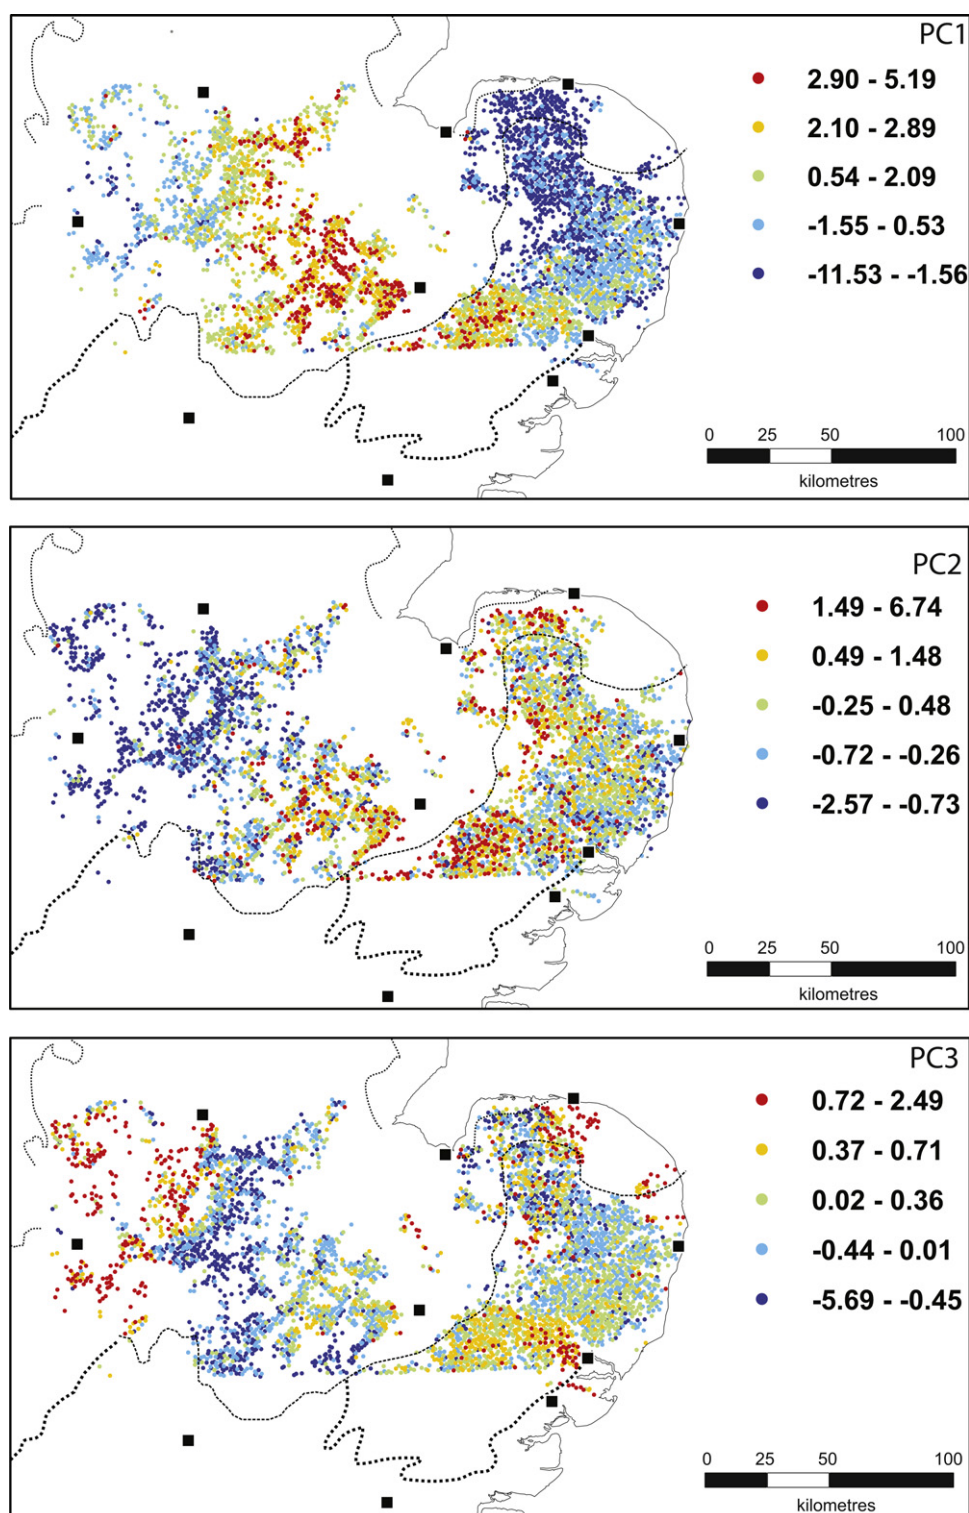 PC1
2.90 - 5.19
2.10 - 2.89
0.54 - 2.09
-1.55 - 0.53
-11.53 - -1.56
0 25 50 100
kilometres
PC2
1.49 - 6.74
0.49 - 1.48
-0.25 - 0.48
-0.72 - -0.26
-2.57 - -0.73
0 25 50 100
kilometres
PC3
0.72 - 2.49
0.37 - 0.71
0.02 - 0.36
-0.44 - 0.01
-5.69 - -0.45
0 25 50 100
kilometres